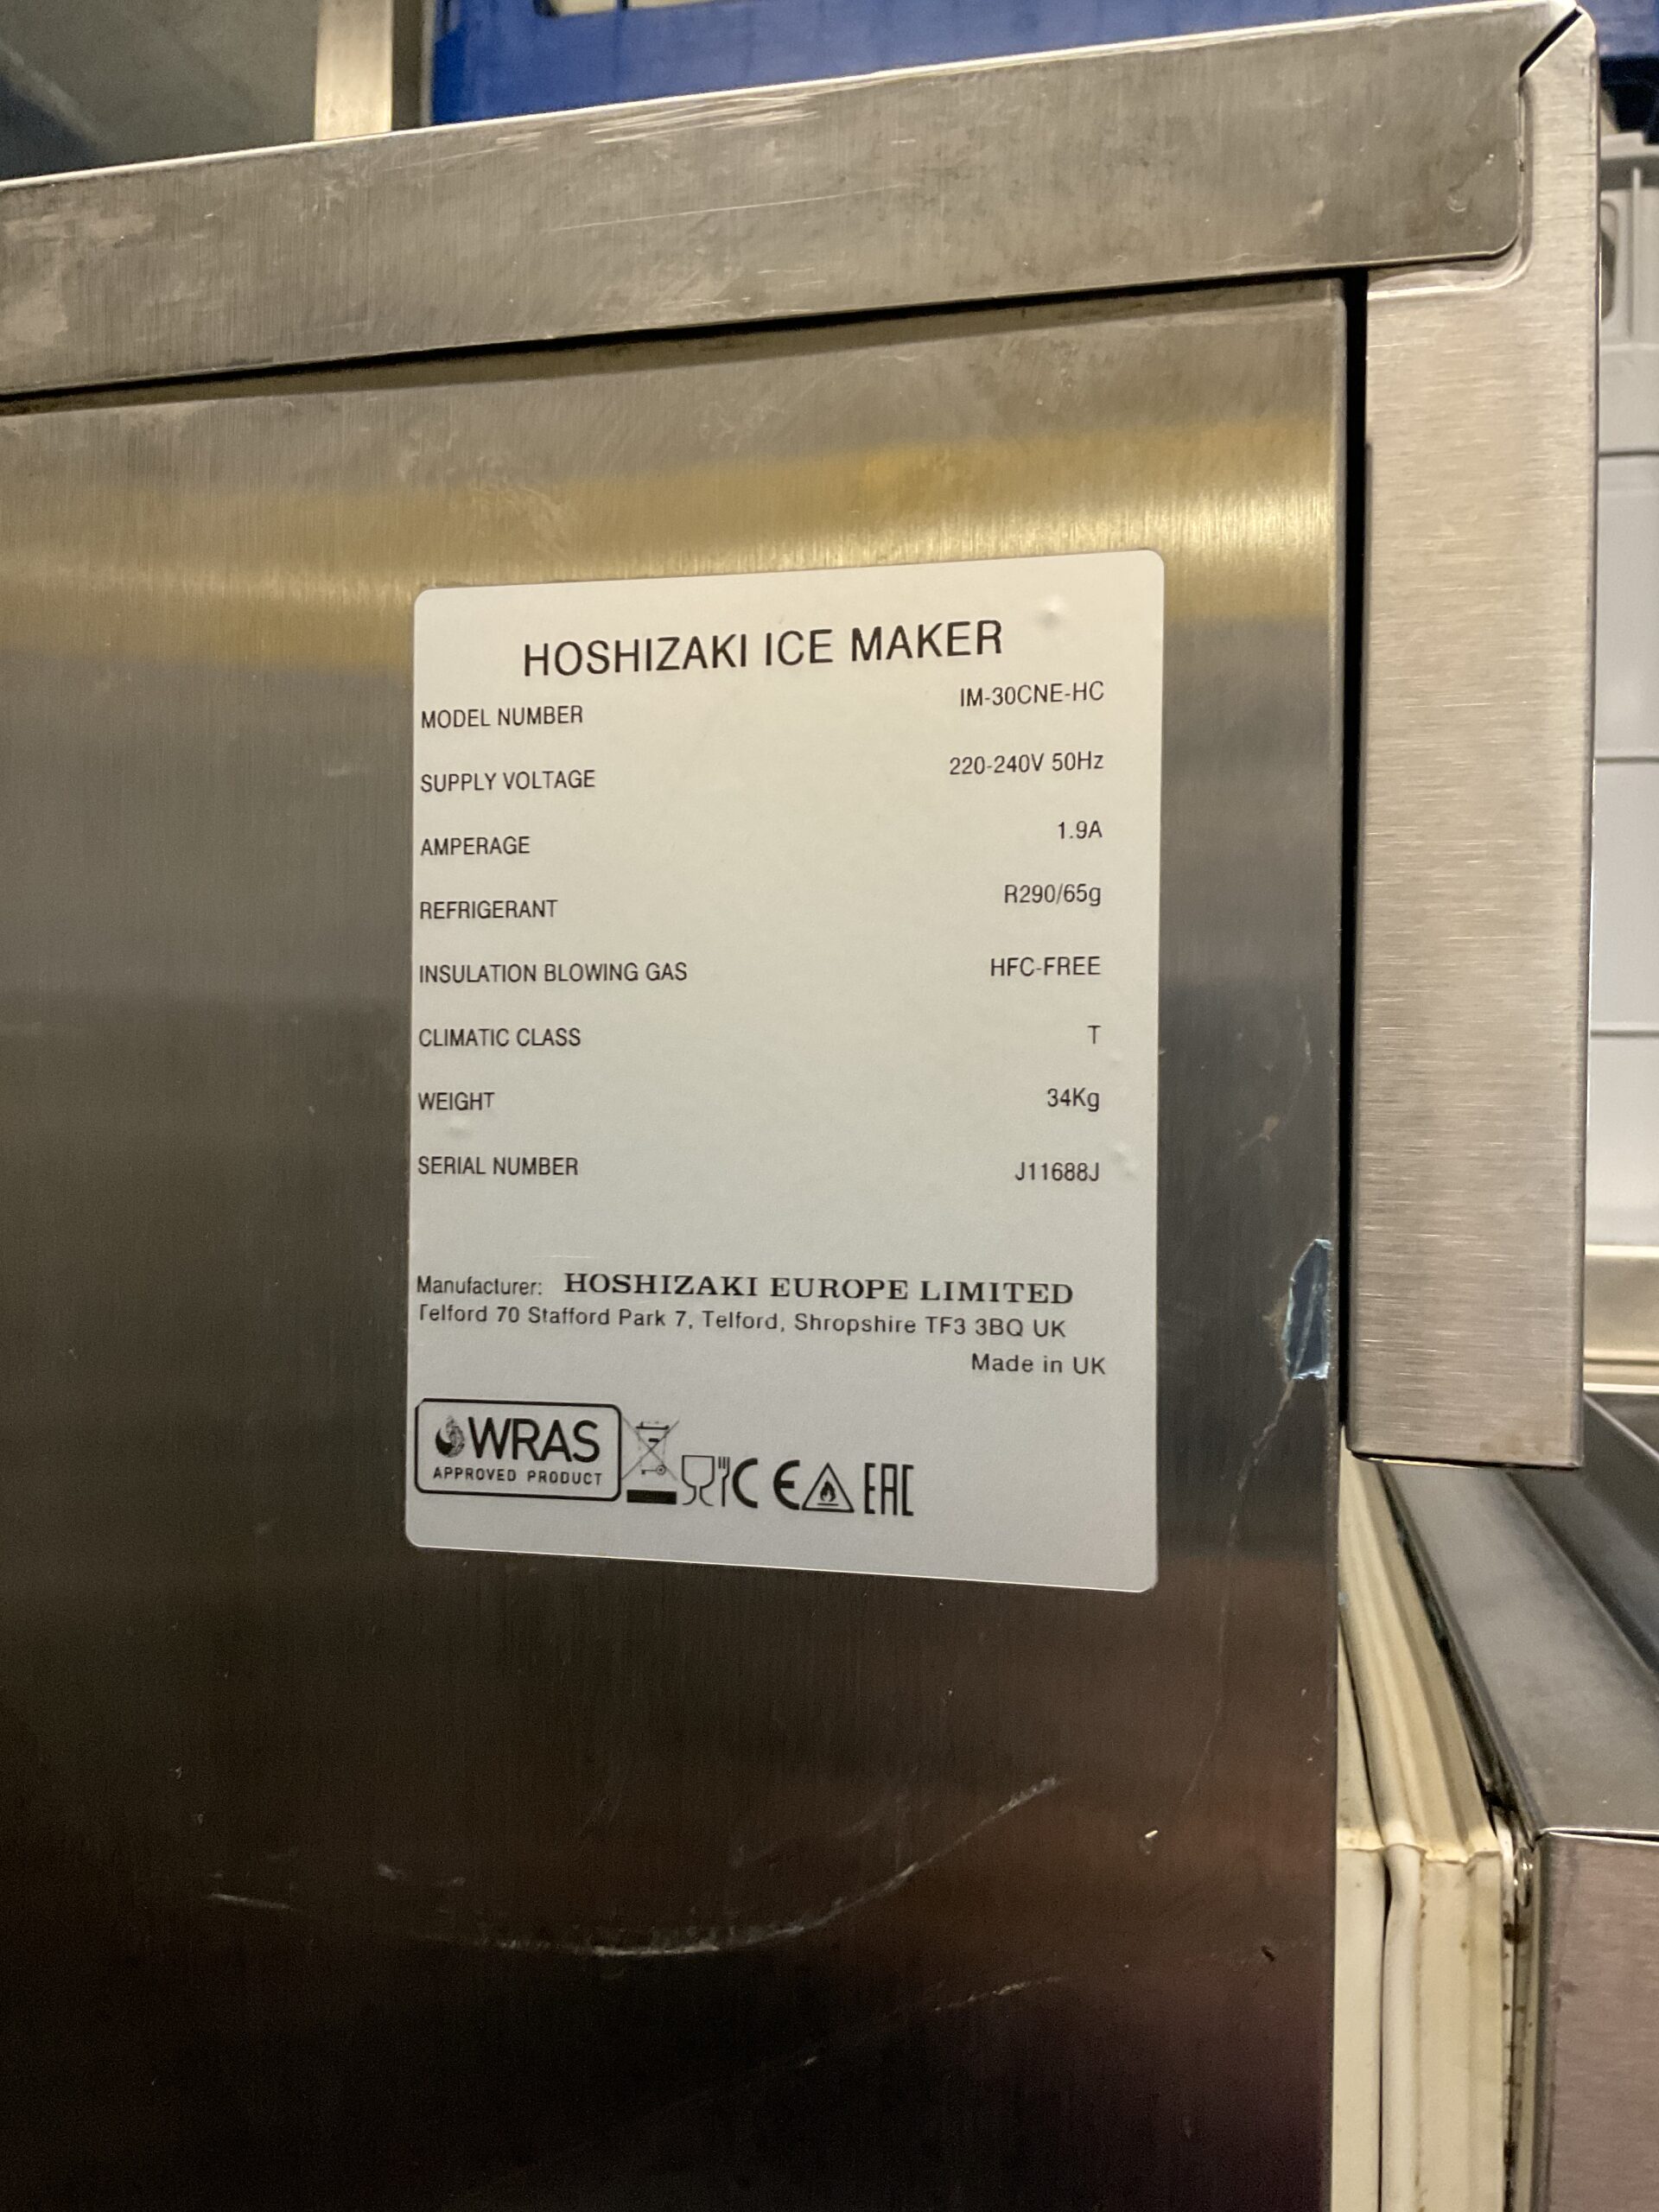 HOSHIZAKI ICE MAKER
MODEL NUMBER IM-30CNE-HC
SUPPLY VOLTAGE 220-240V 50Hz
AMPERAGE 1.9A
REFRIGERANT R290/65g
INSULATION BLOWING GAS HFC-FREE
CLIMATIC CLASS T
WEIGHT 34Kg
SERIAL NUMBER J11688J
Manufacturer: HOSHIZAKI EUROPE LIMITED
Telford 70 Stafford Park 7, Telford, Shropshire TF3 3BQ UK
Made in UK
WRAS
APPROVED PRODUCT
CE EAC